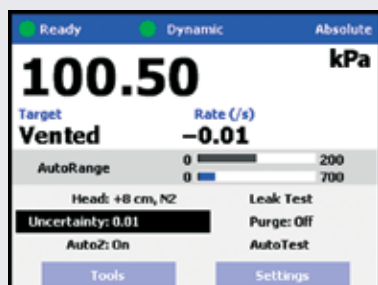 Ready Dynamic Absolute
100.50 kPa
Target Rate (/s)
Vented -0.01
AutoRange 0 200
0 700
Head: +8 cm, N2 Leak Test
Uncertainty: 0.01 Purge: Off
AutoZ: On AutoTest
Tools Settings